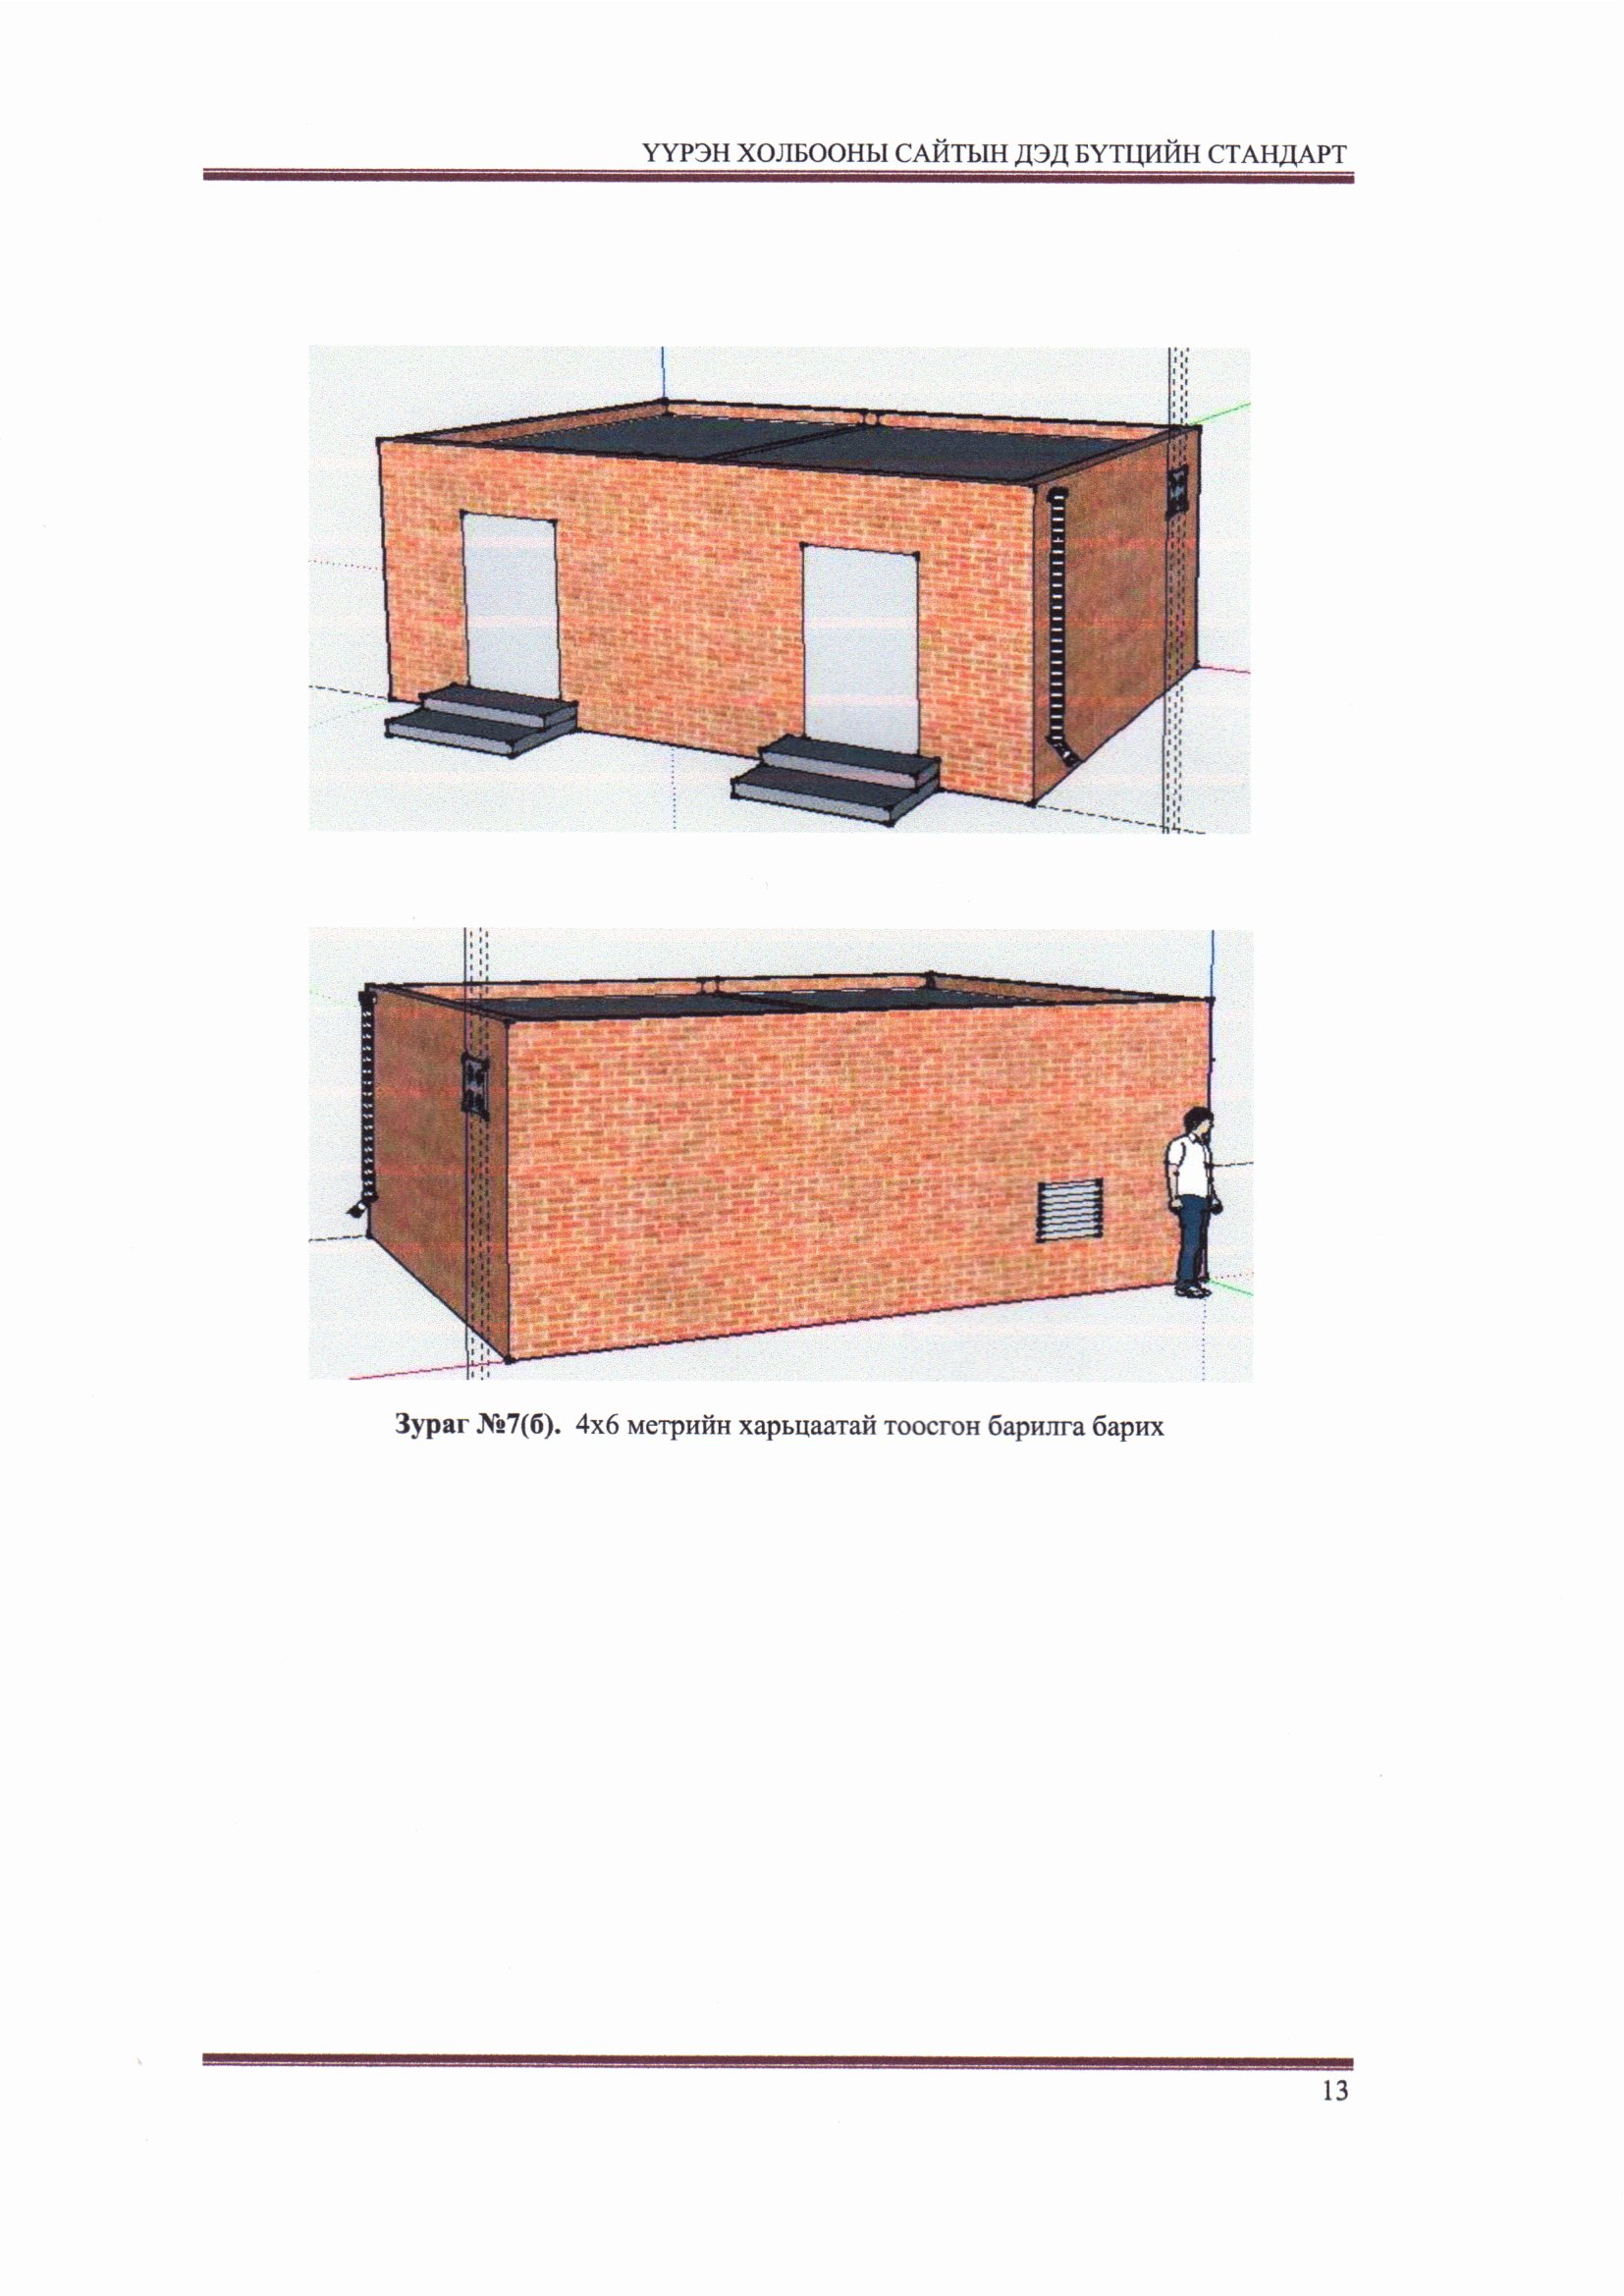 ҮҮРЭН ХОЛБООНЫ САЙТЫН ДЭД БҮТЦИЙН СТАНДАРТ
Зураг №7(б). 4х6 метрийн харьцаатай тоосгон барилга барих
13